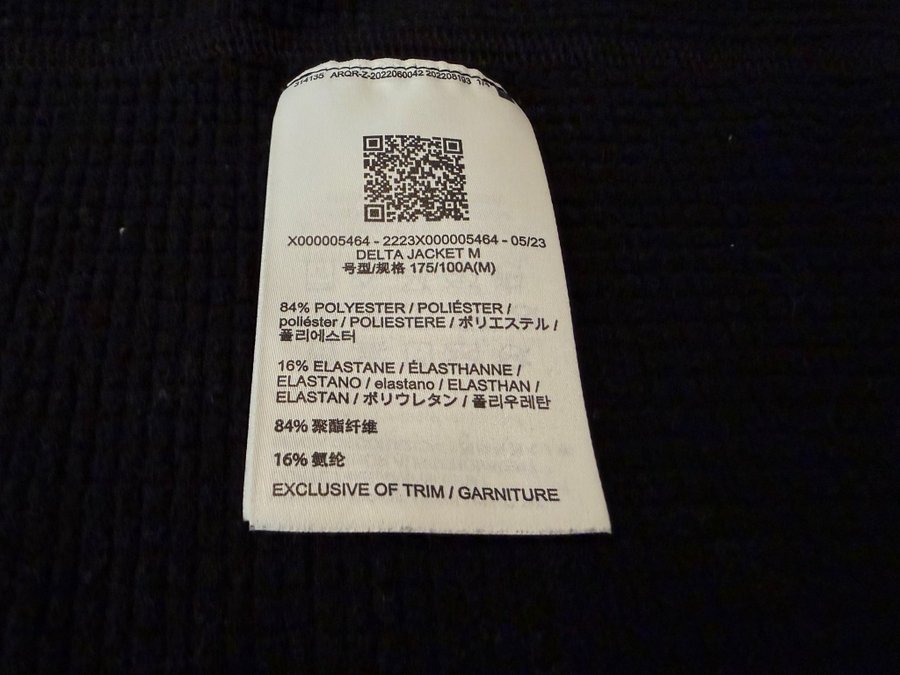 314135 ARQR-Z-2022060042 20220819
X000005464 - 2223X000005464 - 05/23
DELTA JACKET M
号型/规格 175/100A(M)
84% POLYESTER / POLIÉSTER /
poliéster / POLIESTERE / ポリエステル /
폴리에스터
16% ELASTANE / ÉLASTHANNE /
ELASTANO / elastano / ELASTHAN /
ELASTAN / ポリウレタン / 폴리우레탄
84% 聚酯纤维
16% 氨纶
EXCLUSIVE OF TRIM / GARNITURE